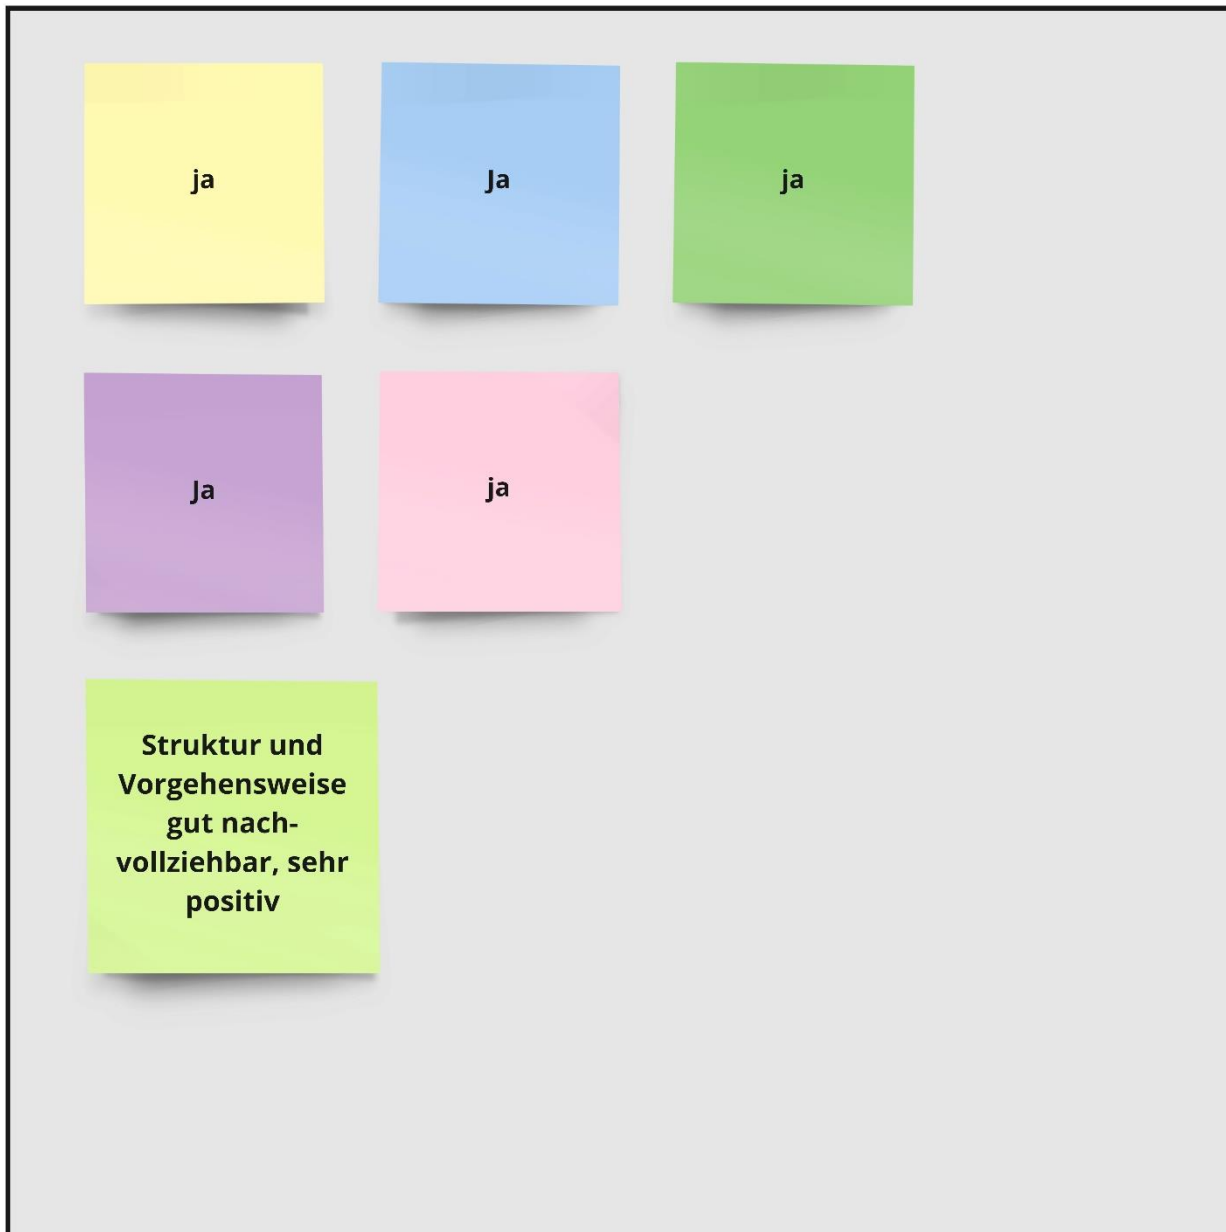 ja
Ja
ja
Ja
ja
Struktur und
Vorgehensweise
gut nach-
vollziehbar, sehr
positiv